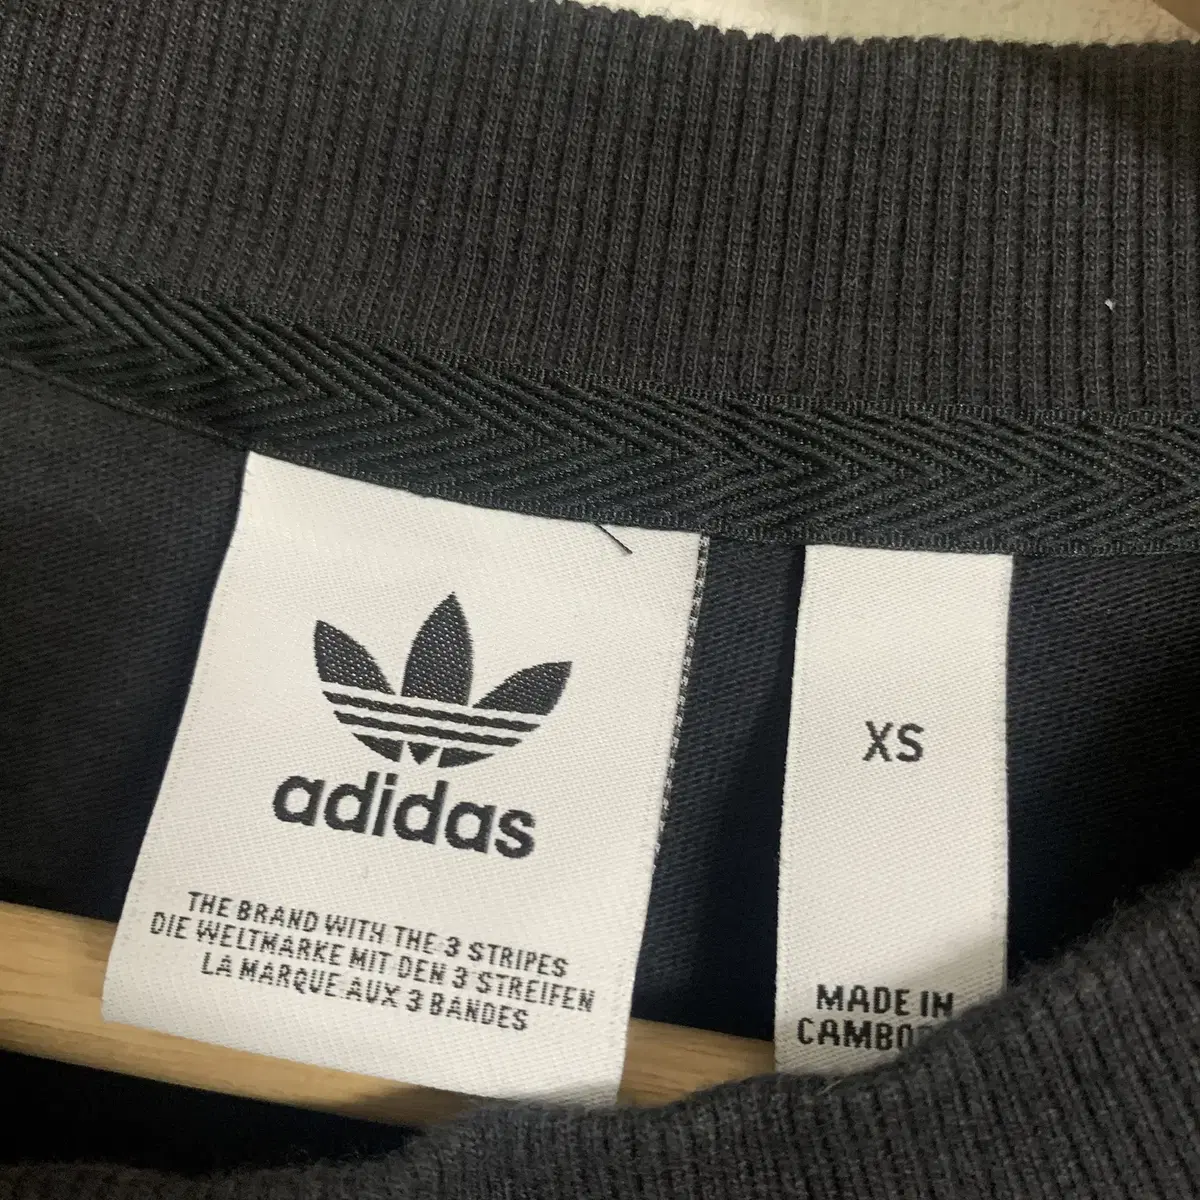 adidas
THE BRAND WITH THE 3 STRIPES
DIE WELTMARKE MIT DEN 3 STREIFEN
LA MARQUE AUX 3 BANDES
XS
MADE IN